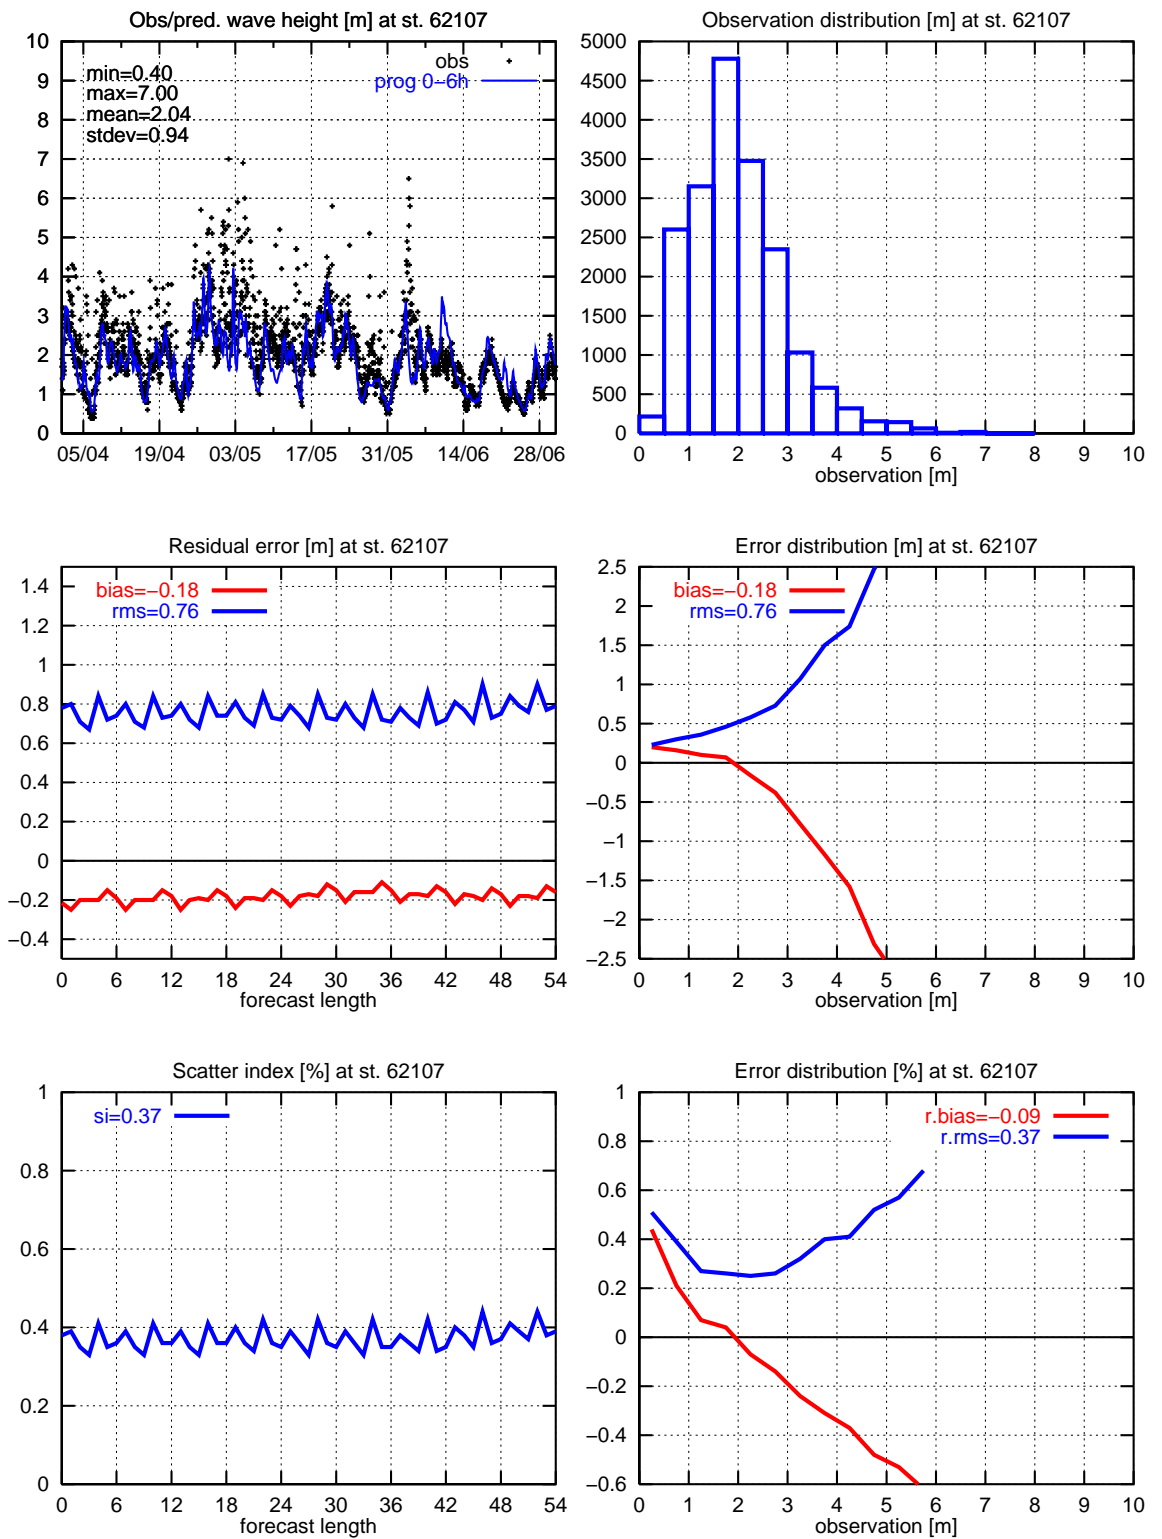 Obs/pred. wave height [m] at st. 62107
10
9
8
7
6
5
4
3
2
1
0
min=0.40
max=7.00
mean=2.04
stdev=0.94
obs
prog 0−6h
05/04 19/04 03/05 17/05 31/05 14/06 28/06
Observation distribution [m] at st. 62107
5000
4500
4000
3500
3000
2500
2000
1500
1000
500
0
0 1 2 3 4 5 6 7 8 9 10
observation [m]
Residual error [m] at st. 62107
1.4
1.2
1
0.8
0.6
0.4
0.2
0
−0.2
−0.4
bias=−0.18
rms=0.76
0 6 12 18 24 30 36 42 48 54
forecast length
Error distribution [m] at st. 62107
2.5
2
1.5
1
0.5
0
−0.5
−1
−1.5
−2
−2.5
bias=−0.18
rms=0.76
0 1 2 3 4 5 6 7 8 9 10
observation [m]
Scatter index [%] at st. 62107
1
0.8
0.6
0.4
0.2
0
si=0.37
0 6 12 18 24 30 36 42 48 54
forecast length
Error distribution [%] at st. 62107
1
0.8
0.6
0.4
0.2
0
−0.2
−0.4
−0.6
r.bias=−0.09
r.rms=0.37
0 1 2 3 4 5 6 7 8 9 10
observation [m]